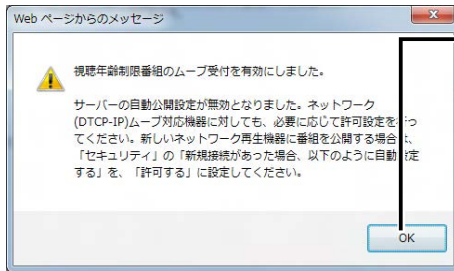 Web ページからのメッセージ
視聴年齢制限番組のムーブ受付を有効にしました。
サーバーの自動公開設定が無効となりました。ネットワーク
(DTCP-IP)ムーブ対応機器に対しても、必要に応じて許可設定を行っ
てください。新しいネットワーク再生機器に番組を公開する場合は、
「セキュリティ」の「新規接続があった場合、以下のように自動設定
する」を、「許可する」に設定してください。
OK